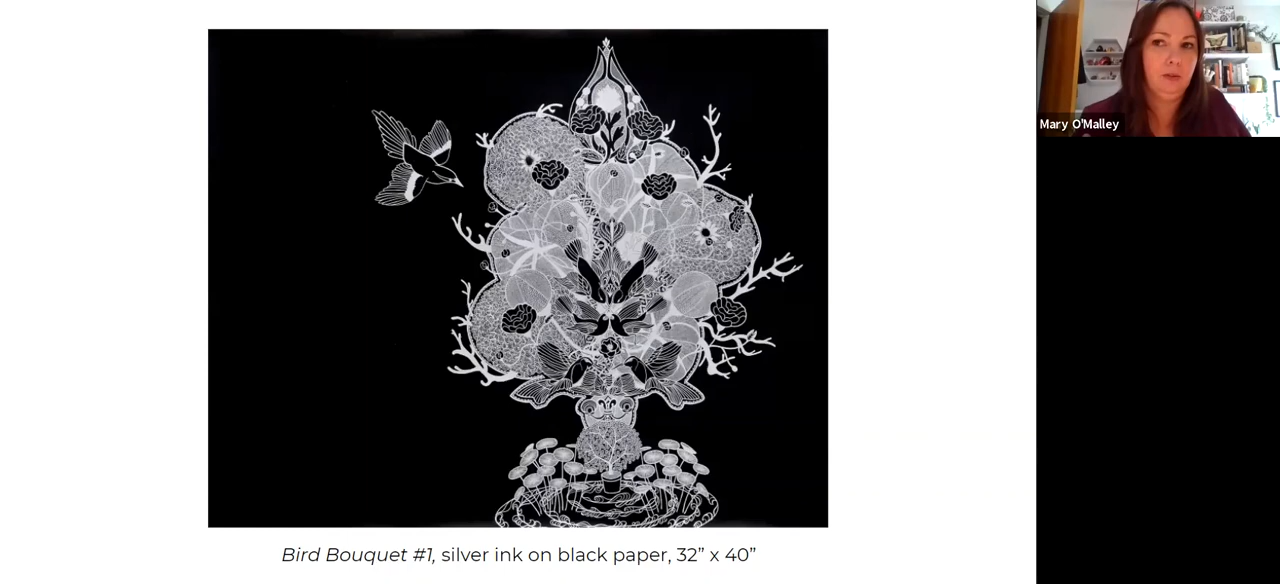 Mary O'Malley
Bird Bouquet #1, silver ink on black paper, 32” x 40”